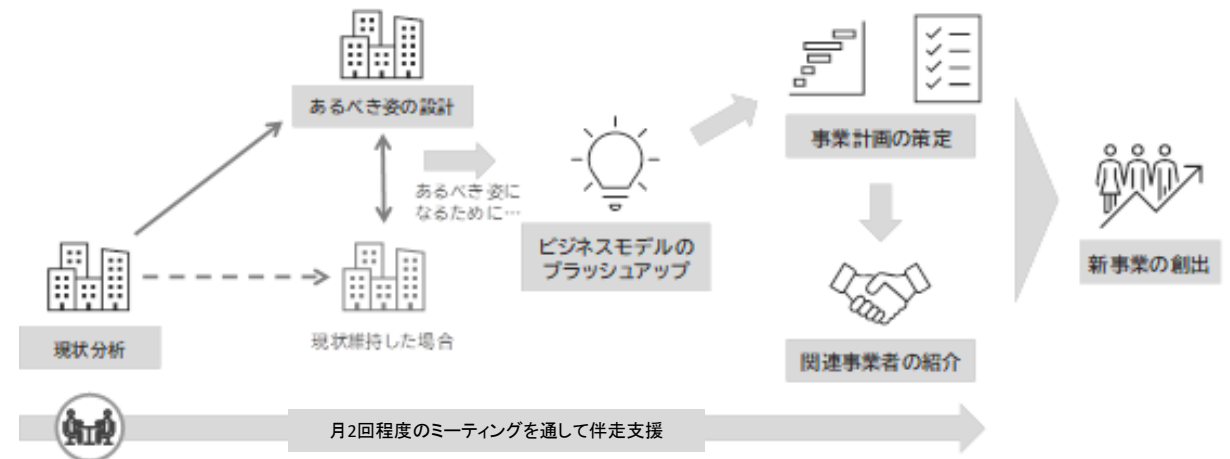 あるべき姿の設計
事業計画の策定
あるべき姿に
なるために…
ビジネスモデルの
ブラッシュアップ
新事業の創出
現状維持した場合
現状分析
関連事業者の紹介
月2回程度のミーティングを通して伴走支援